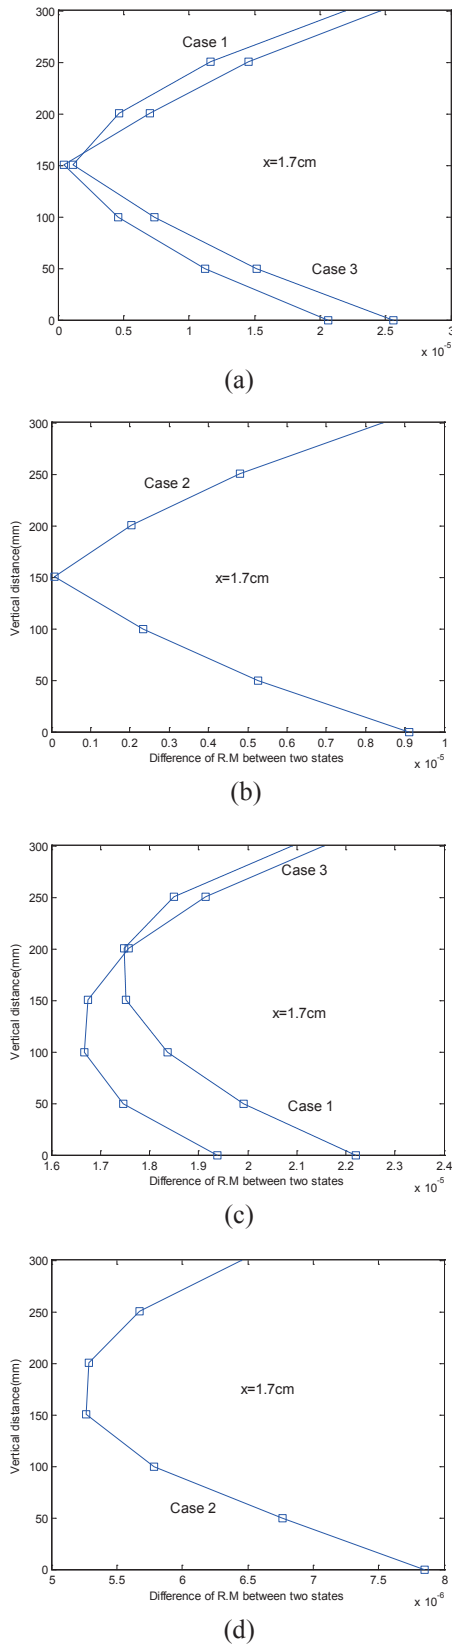 300
Case 1
250
200
150
x=1.7cm
100
50
Case 3
0
0 0.5 1 1.5 2 2.5 3
x 10^-5
(a)
300
250
Case 2
200
Vertical distance(mm)
150
x=1.7cm
100
50
0
0 0.1 0.2 0.3 0.4 0.5 0.6 0.7 0.8 0.9 1
Difference of R.M between two states
x 10^-5
(b)
300
Case 3
250
200
Vertical distance(mm)
150
x=1.7cm
100
50
Case 1
0
1.6 1.7 1.8 1.9 2 2.1 2.2 2.3 2.4
Difference of R.M between two states
x 10^-5
(c)
300
250
200
Vertical distance(mm)
x=1.7cm
150
100
Case 2
50
0
5 5.5 6 6.5 7 7.5 8
Difference of R.M between two states
x 10^-6
(d)